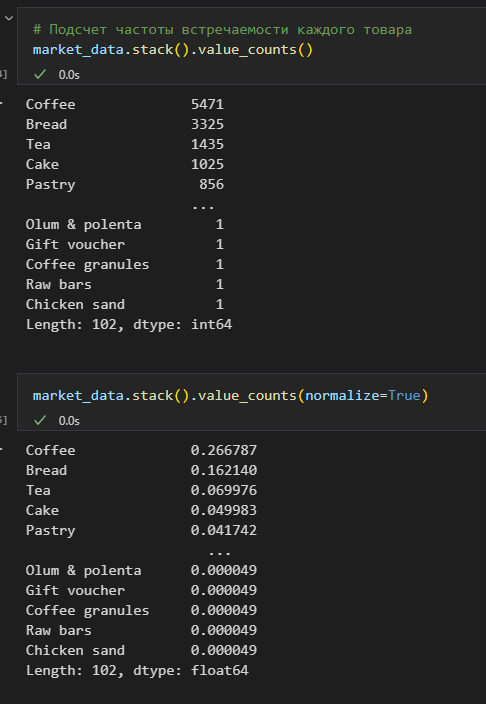 # Подсчет частоты встречаемости каждого товара
market_data.stack().value_counts()
0.0s
Coffee 5471
Bread 3325
Tea 1435
Cake 1025
Pastry 856
...
Olum & polenta 1
Gift voucher 1
Coffee granules 1
Raw bars 1
Chicken sand 1
Length: 102, dtype: int64
market_data.stack().value_counts(normalize=True)
0.0s
Coffee 0.266787
Bread 0.162140
Tea 0.069976
Cake 0.049983
Pastry 0.041742
...
Olum & polenta 0.000049
Gift voucher 0.000049
Coffee granules 0.000049
Raw bars 0.000049
Chicken sand 0.000049
Length: 102, dtype: float64